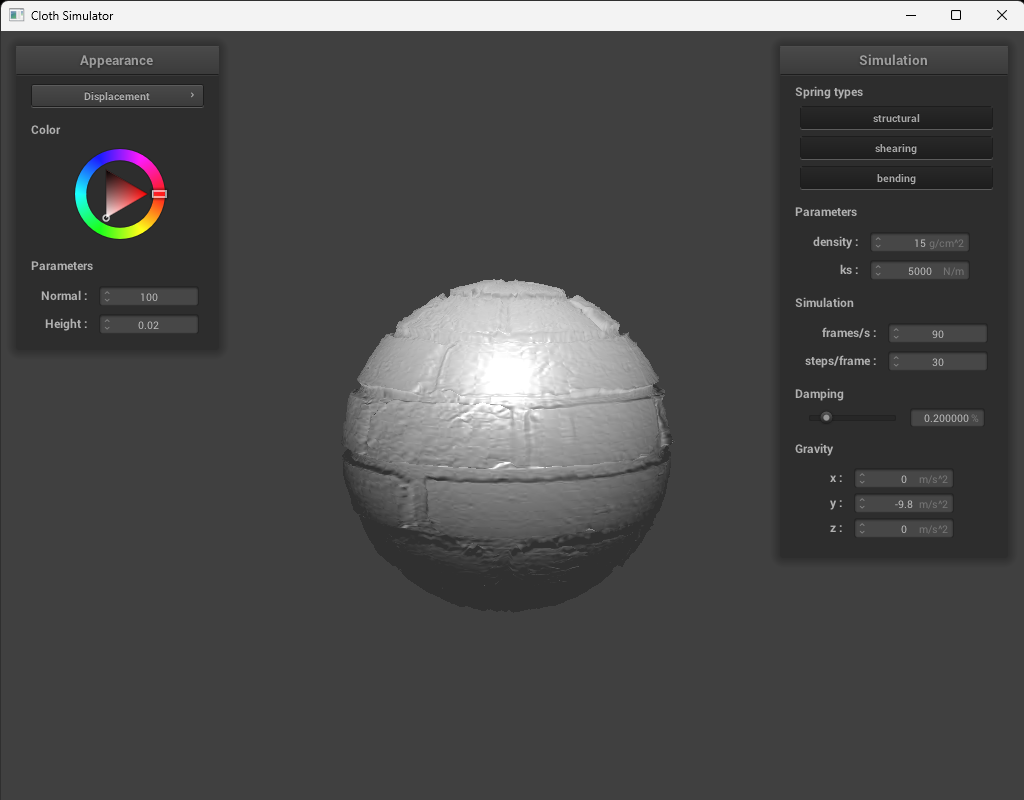 Cloth Simulator
Appearance
Displacement
Color
Parameters
Normal : 100
Height : 0.02
Simulation
Spring types
structural
shearing
bending
Parameters
density : 15 g/cm^2
ks : 5000 N/m
Simulation
frames/s : 90
steps/frame : 30
Damping
0.200000 %
Gravity
x : 0 m/s^2
y : -9.8 m/s^2
z : 0 m/s^2